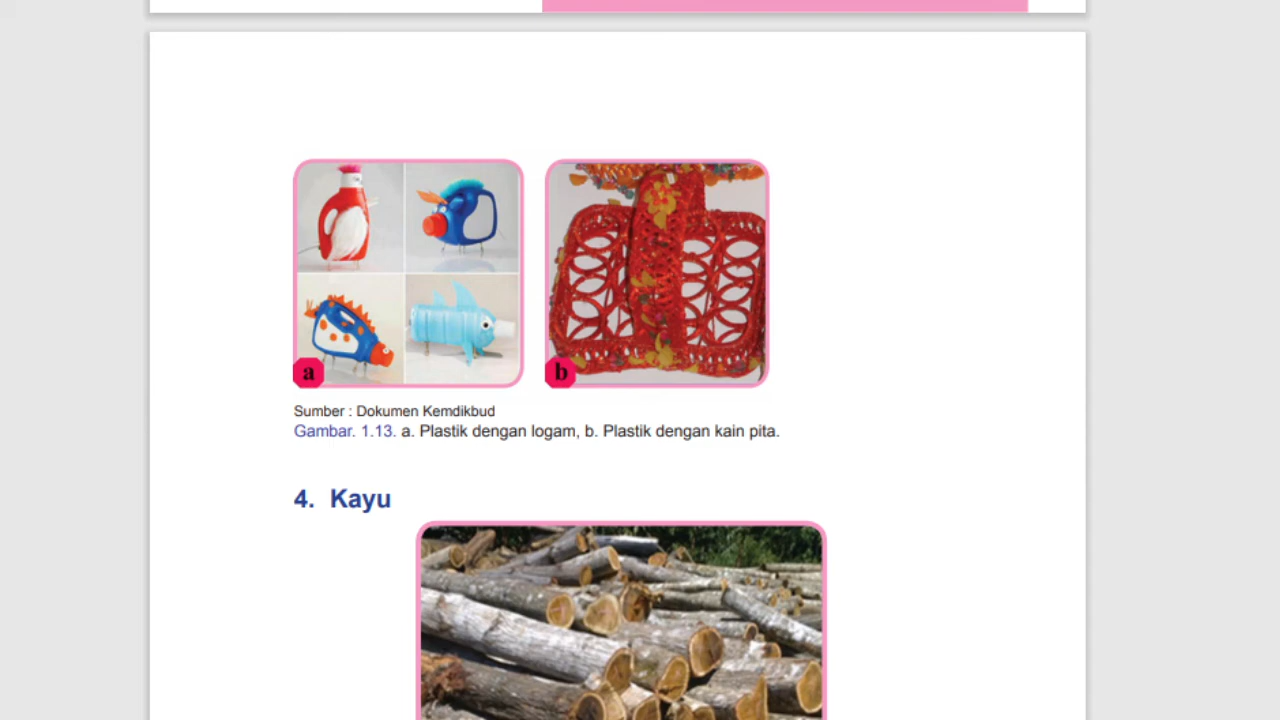 a
b
Sumber : Dokumen Kemdikbud
Gambar. 1.13. a. Plastik dengan logam, b. Plastik dengan kain pita.
4. Kayu